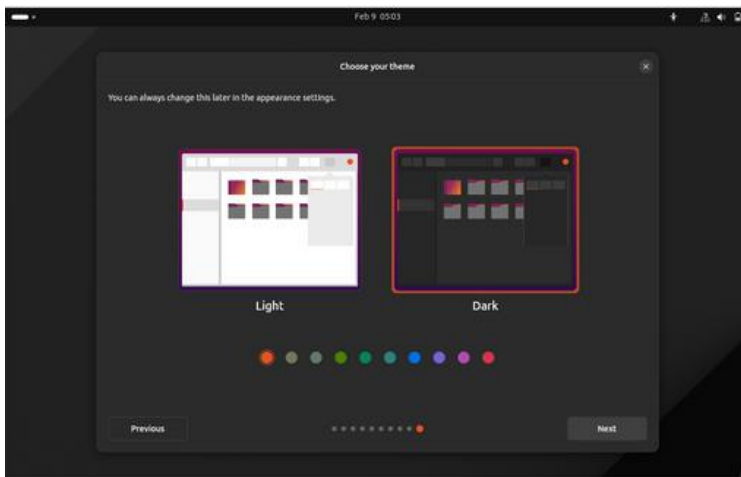 Feb 9 05:03
Choose your theme
You can always change this later in the appearance settings.
Light
Dark
Previous
Next